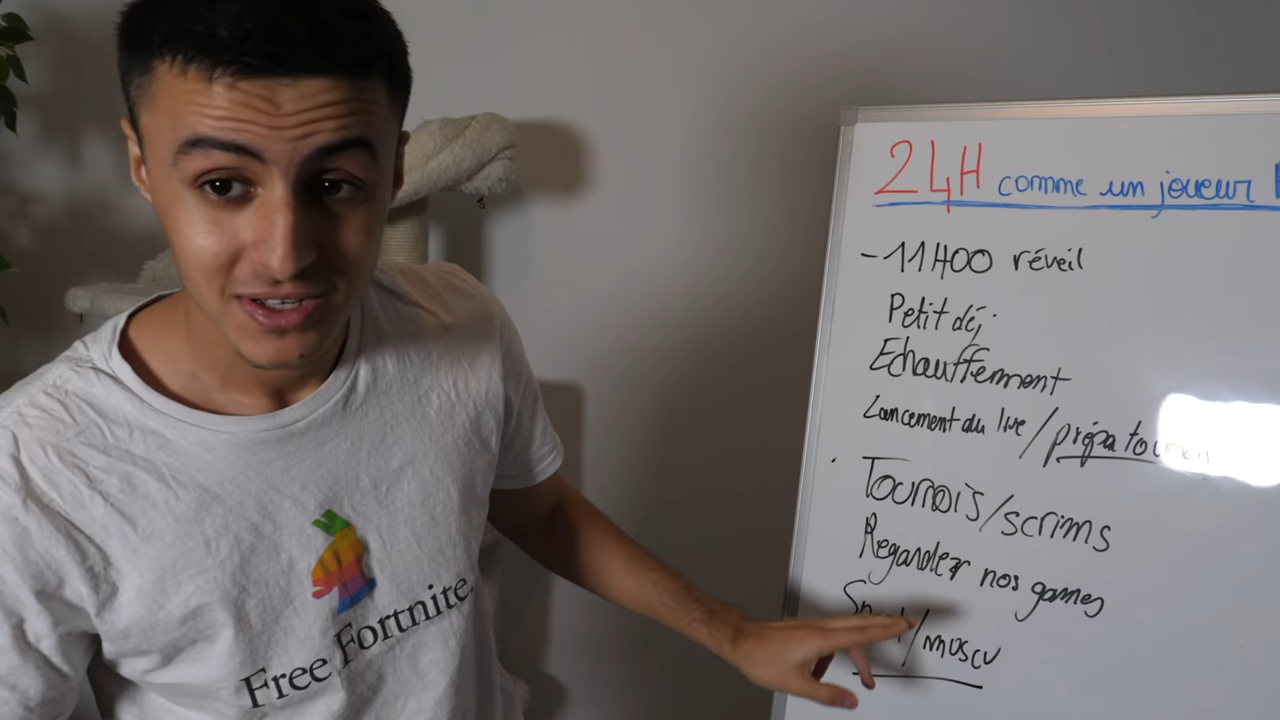 24H comme un joueur
- 11H00 réveil
Petit déj.
Echauffement
Lancement du live / prépa tournois
Tournois/scrims
Regarder nos games
/muscu
Free Fortnite.